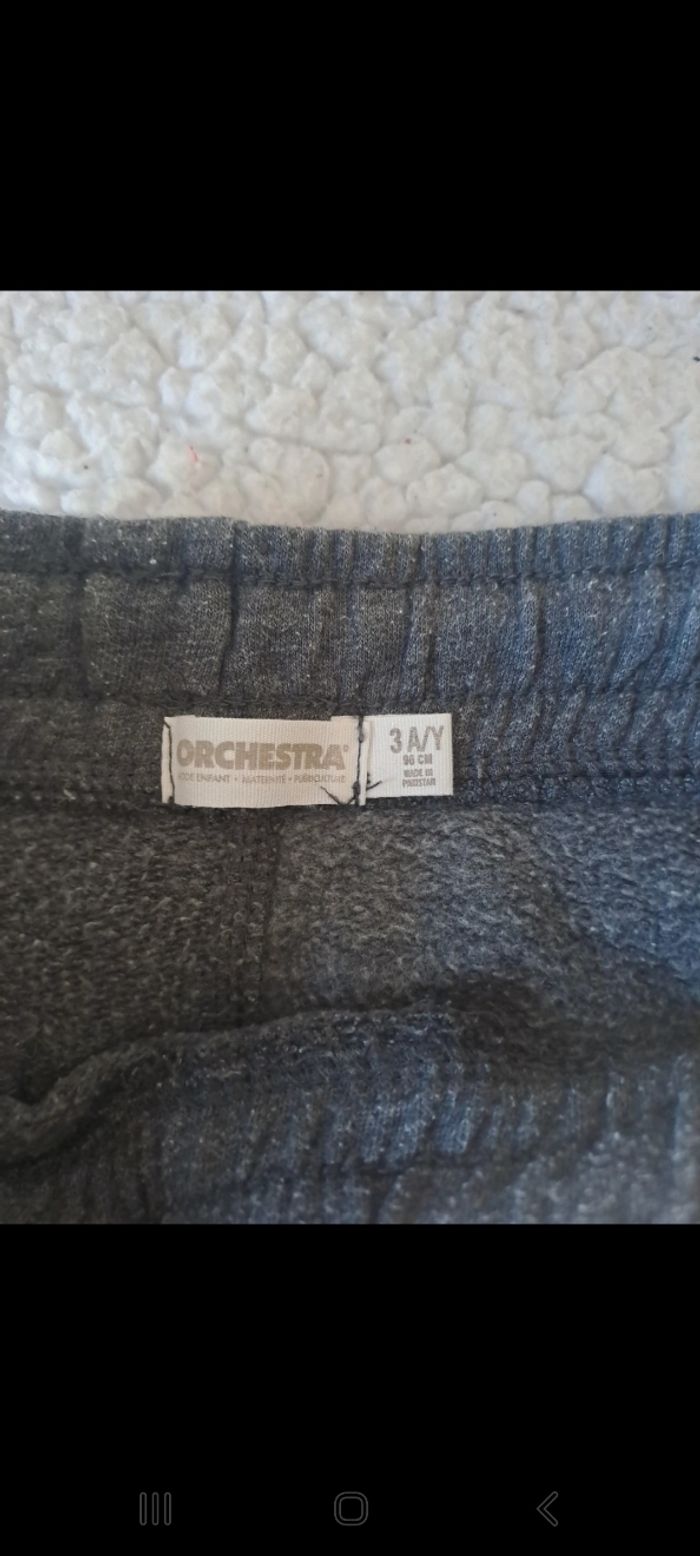 ORCHESTRA®
MODE ENFANT • MATERNITÉ • PUÉRICULTURE
3 A/Y
96 CM
MADE IN
PAKISTAN